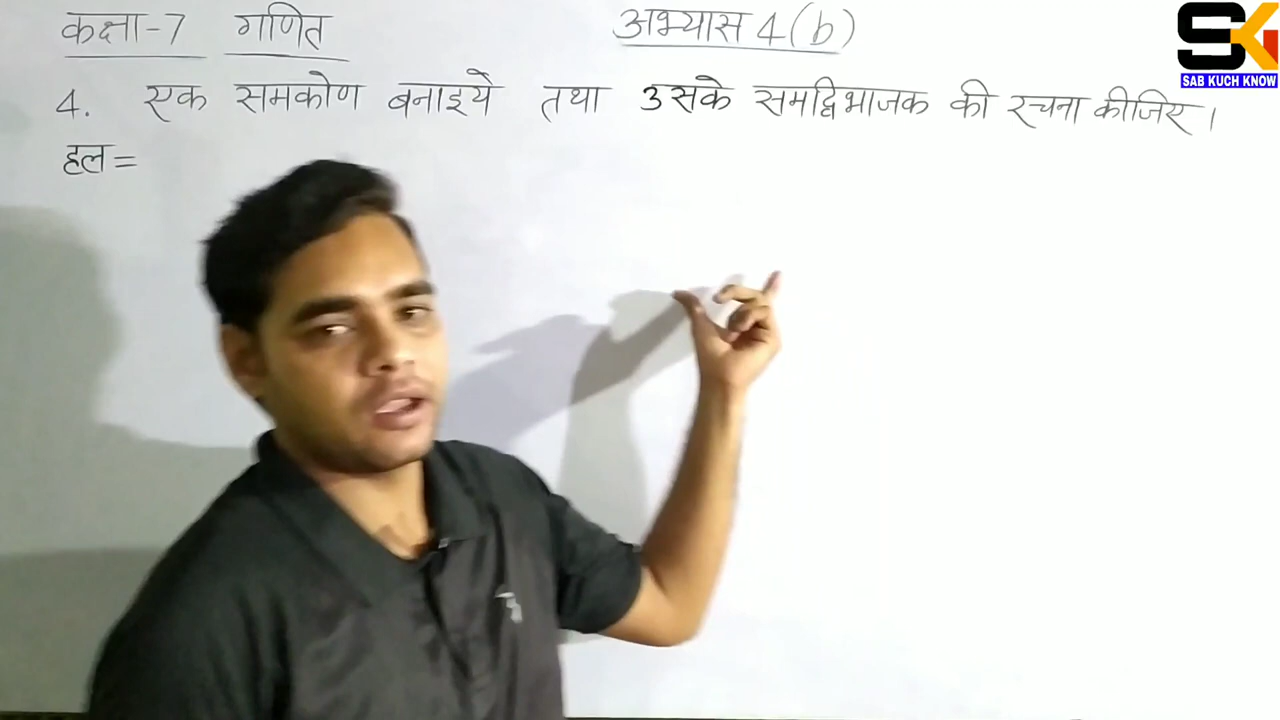 कक्षा-7 गणित अभ्यास 4(b)
4. एक समकोण बनाइये तथा उसके समद्विभाजक की रचना कीजिए।
हल=
SK
SAB KUCH KNOW